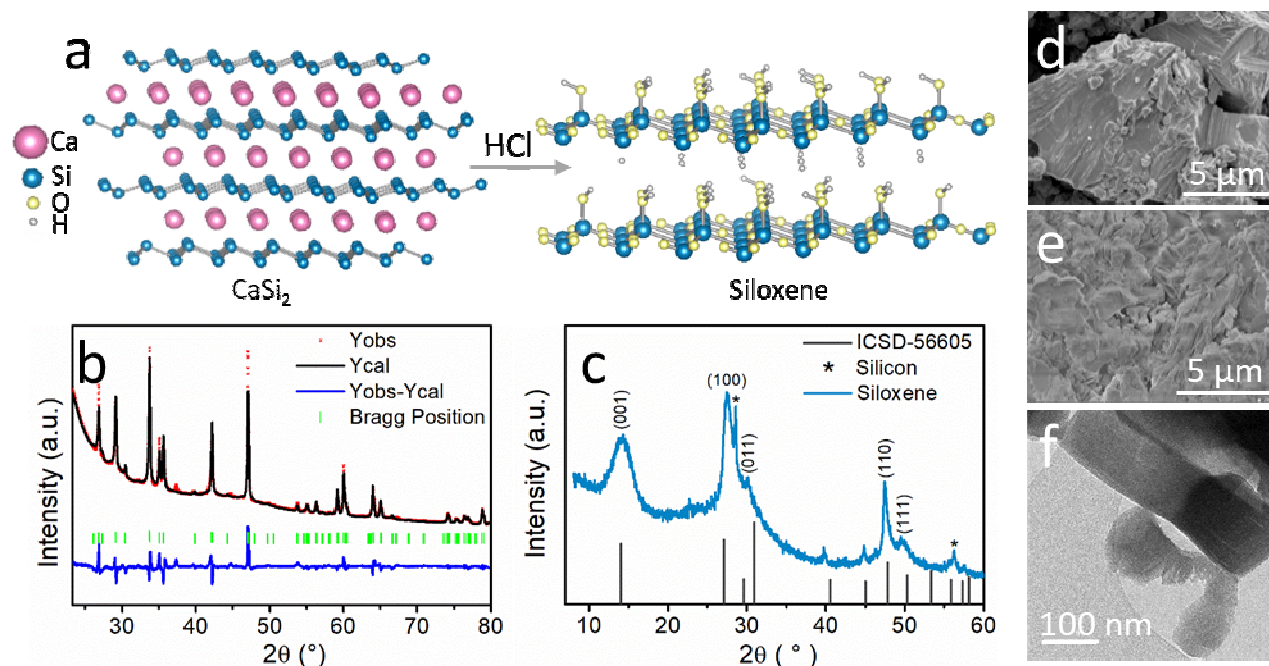 a
Ca
Si
O
H
HCl
CaSi₂
Siloxene
b
Yobs
Ycal
Yobs-Ycal
Bragg Position
Intensity (a.u.)
30 40 50 60 70 80
2θ (°)
c
ICSD-56605
* Silicon
Siloxene
(001)
(100)
*
(011)
(110)
(111)
*
Intensity (a.u.)
10 20 30 40 50 60
2θ (°)
d
5 µm
e
5 µm
f
100 nm